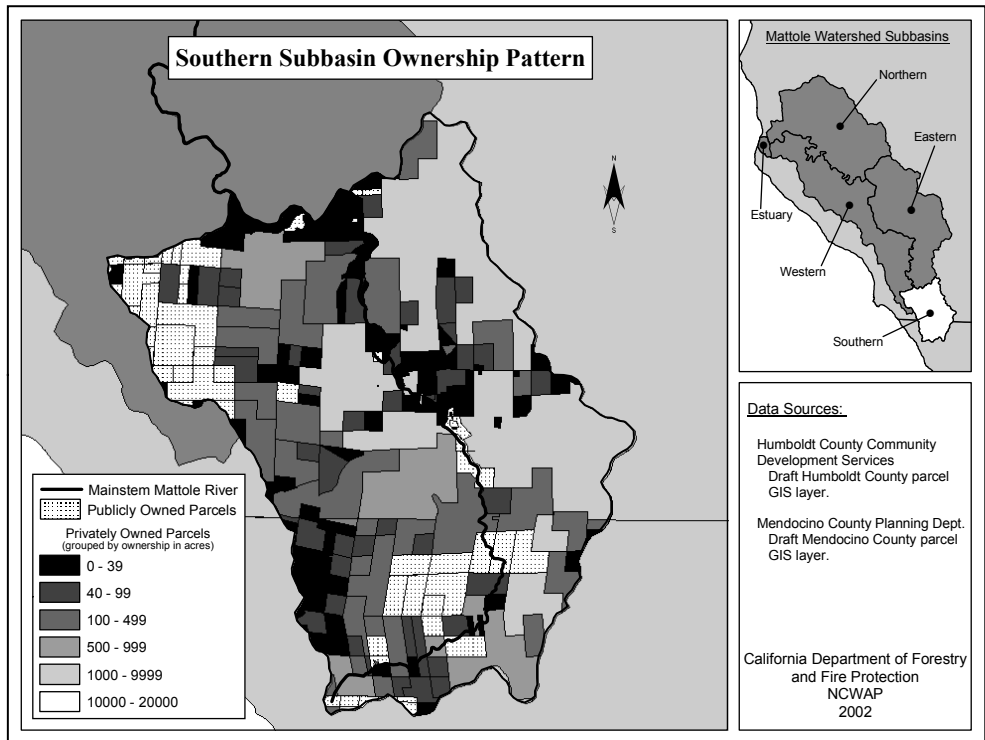 Southern Subbasin Ownership Pattern
N
S
Mainstem Mattole River
Publicly Owned Parcels
Privately Owned Parcels
(grouped by ownership in acres)
0 - 39
40 - 99
100 - 499
500 - 999
1000 - 9999
10000 - 20000
Mattole Watershed Subbasins
Northern
Eastern
Estuary
Western
Southern
Data Sources:
Humboldt County Community
Development Services
Draft Humboldt County parcel
GIS layer.
Mendocino County Planning Dept.
Draft Mendocino County parcel
GIS layer.
California Department of Forestry
and Fire Protection
NCWAP
2002